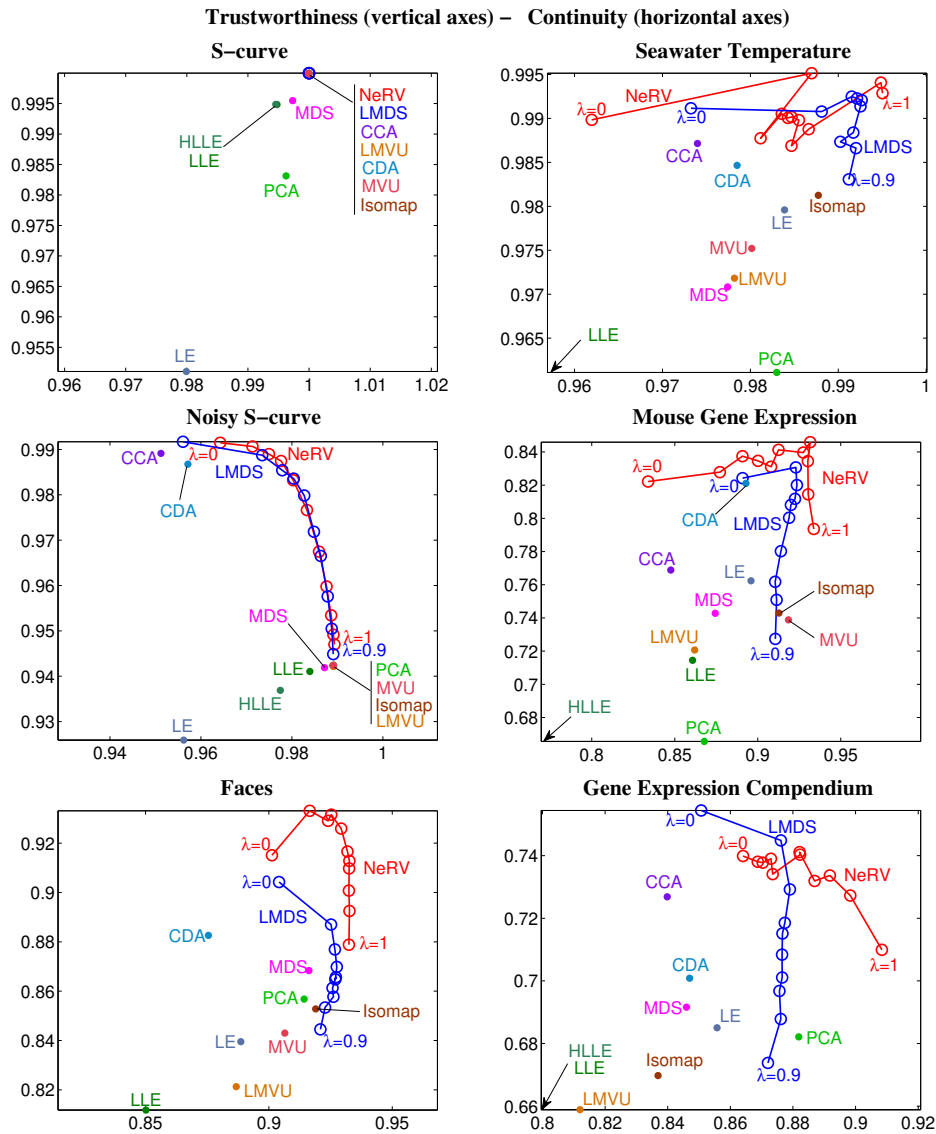 Trustworthiness (vertical axes) − Continuity (horizontal axes)
S−curve
0.995
0.99
0.985
0.98
0.975
0.97
0.965
0.96
0.955
0.96 0.97 0.98 0.99 1 1.01 1.02
MDS
HLLE
LLE
PCA
LE
NeRV
LMDS
CCA
LMVU
CDA
MVU
Isomap
Seawater Temperature
0.995
0.99
0.985
0.98
0.975
0.97
0.965
0.96 0.97 0.98 0.99 1
NeRV
λ=0
λ=0
λ=1
LMDS
λ=0.9
CCA
CDA
Isomap
LE
MVU
LMVU
MDS
LLE
PCA
Noisy S−curve
0.99
0.98
0.97
0.96
0.95
0.94
0.93
0.94 0.96 0.98 1
CCA
λ=0
NeRV
LMDS
CDA
MDS
λ=1
λ=0.9
LLE
HLLE
LE
PCA
MVU
Isomap
LMVU
Mouse Gene Expression
0.84
0.82
0.8
0.78
0.76
0.74
0.72
0.7
0.68
0.8 0.85 0.9 0.95
λ=0
λ=0
NeRV
CDA
LMDS
λ=1
CCA
LE
Isomap
MDS
MVU
LMVU
LLE
λ=0.9
HLLE
PCA
Faces
0.92
0.9
0.88
0.86
0.84
0.82
0.85 0.9 0.95
λ=0
NeRV
λ=0
LMDS
CDA
λ=1
MDS
PCA
Isomap
LE
MVU
λ=0.9
LMVU
LLE
Gene Expression Compendium
0.74
0.72
0.7
0.68
0.66
0.8 0.82 0.84 0.86 0.88 0.9 0.92
λ=0
LMDS
λ=0
NeRV
CCA
λ=1
CDA
MDS
LE
PCA
HLLE
LLE
Isomap
λ=0.9
LMVU